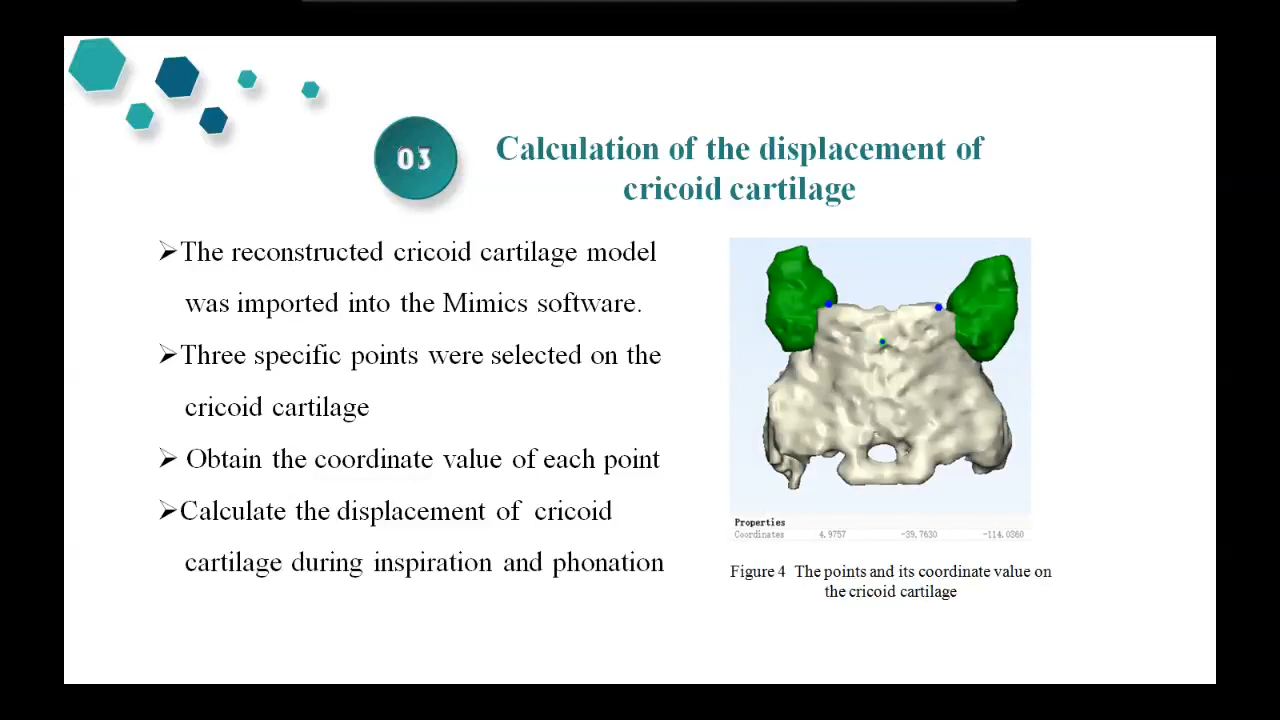 03
Calculation of the displacement of
cricoid cartilage
➢The reconstructed cricoid cartilage model
was imported into the Mimics software.
➢Three specific points were selected on the
cricoid cartilage
➢ Obtain the coordinate value of each point
➢Calculate the displacement of cricoid
cartilage during inspiration and phonation
Properties
Coordinates 4.9757 -39.7630 -114.0360
Figure 4 The points and its coordinate value on
the cricoid cartilage